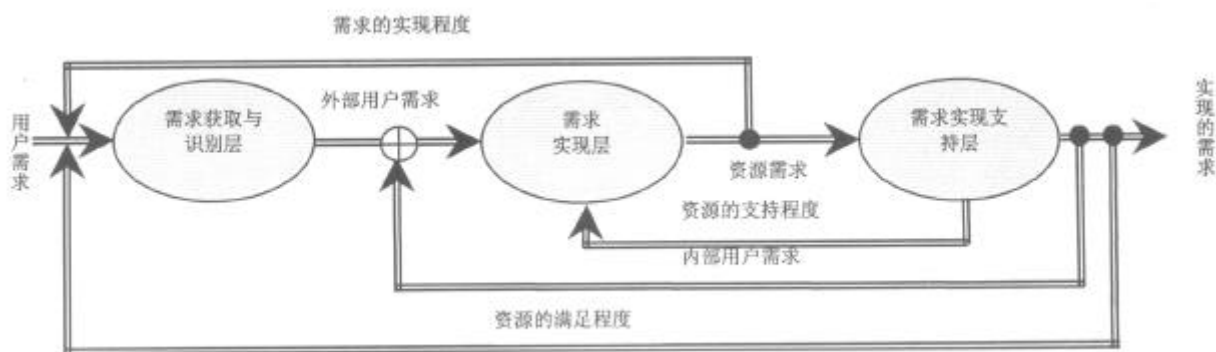 需求的实现程度
用户需求
需求获取与
识别层
外部用户需求
需求
实现层
资源需求
需求实现支
持层
实现的需求
资源的支持程度
内部用户需求
资源的满足程度